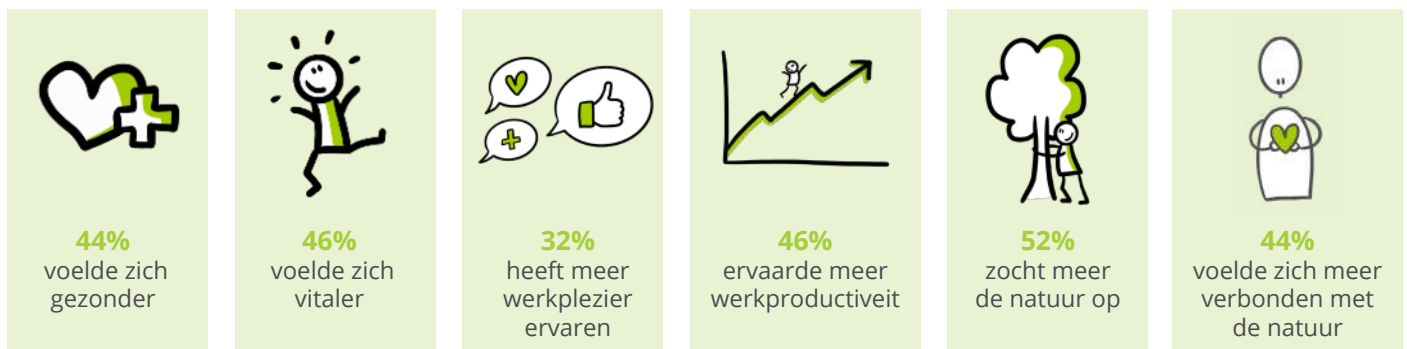 44%
voelde zich
gezonder
46%
voelde zich
vitaler
32%
heeft meer
werkplezier
ervaren
46%
ervaarde meer
werkproductiveit
52%
zocht meer
de natuur op
44%
voelde zich meer
verbonden met
de natuur